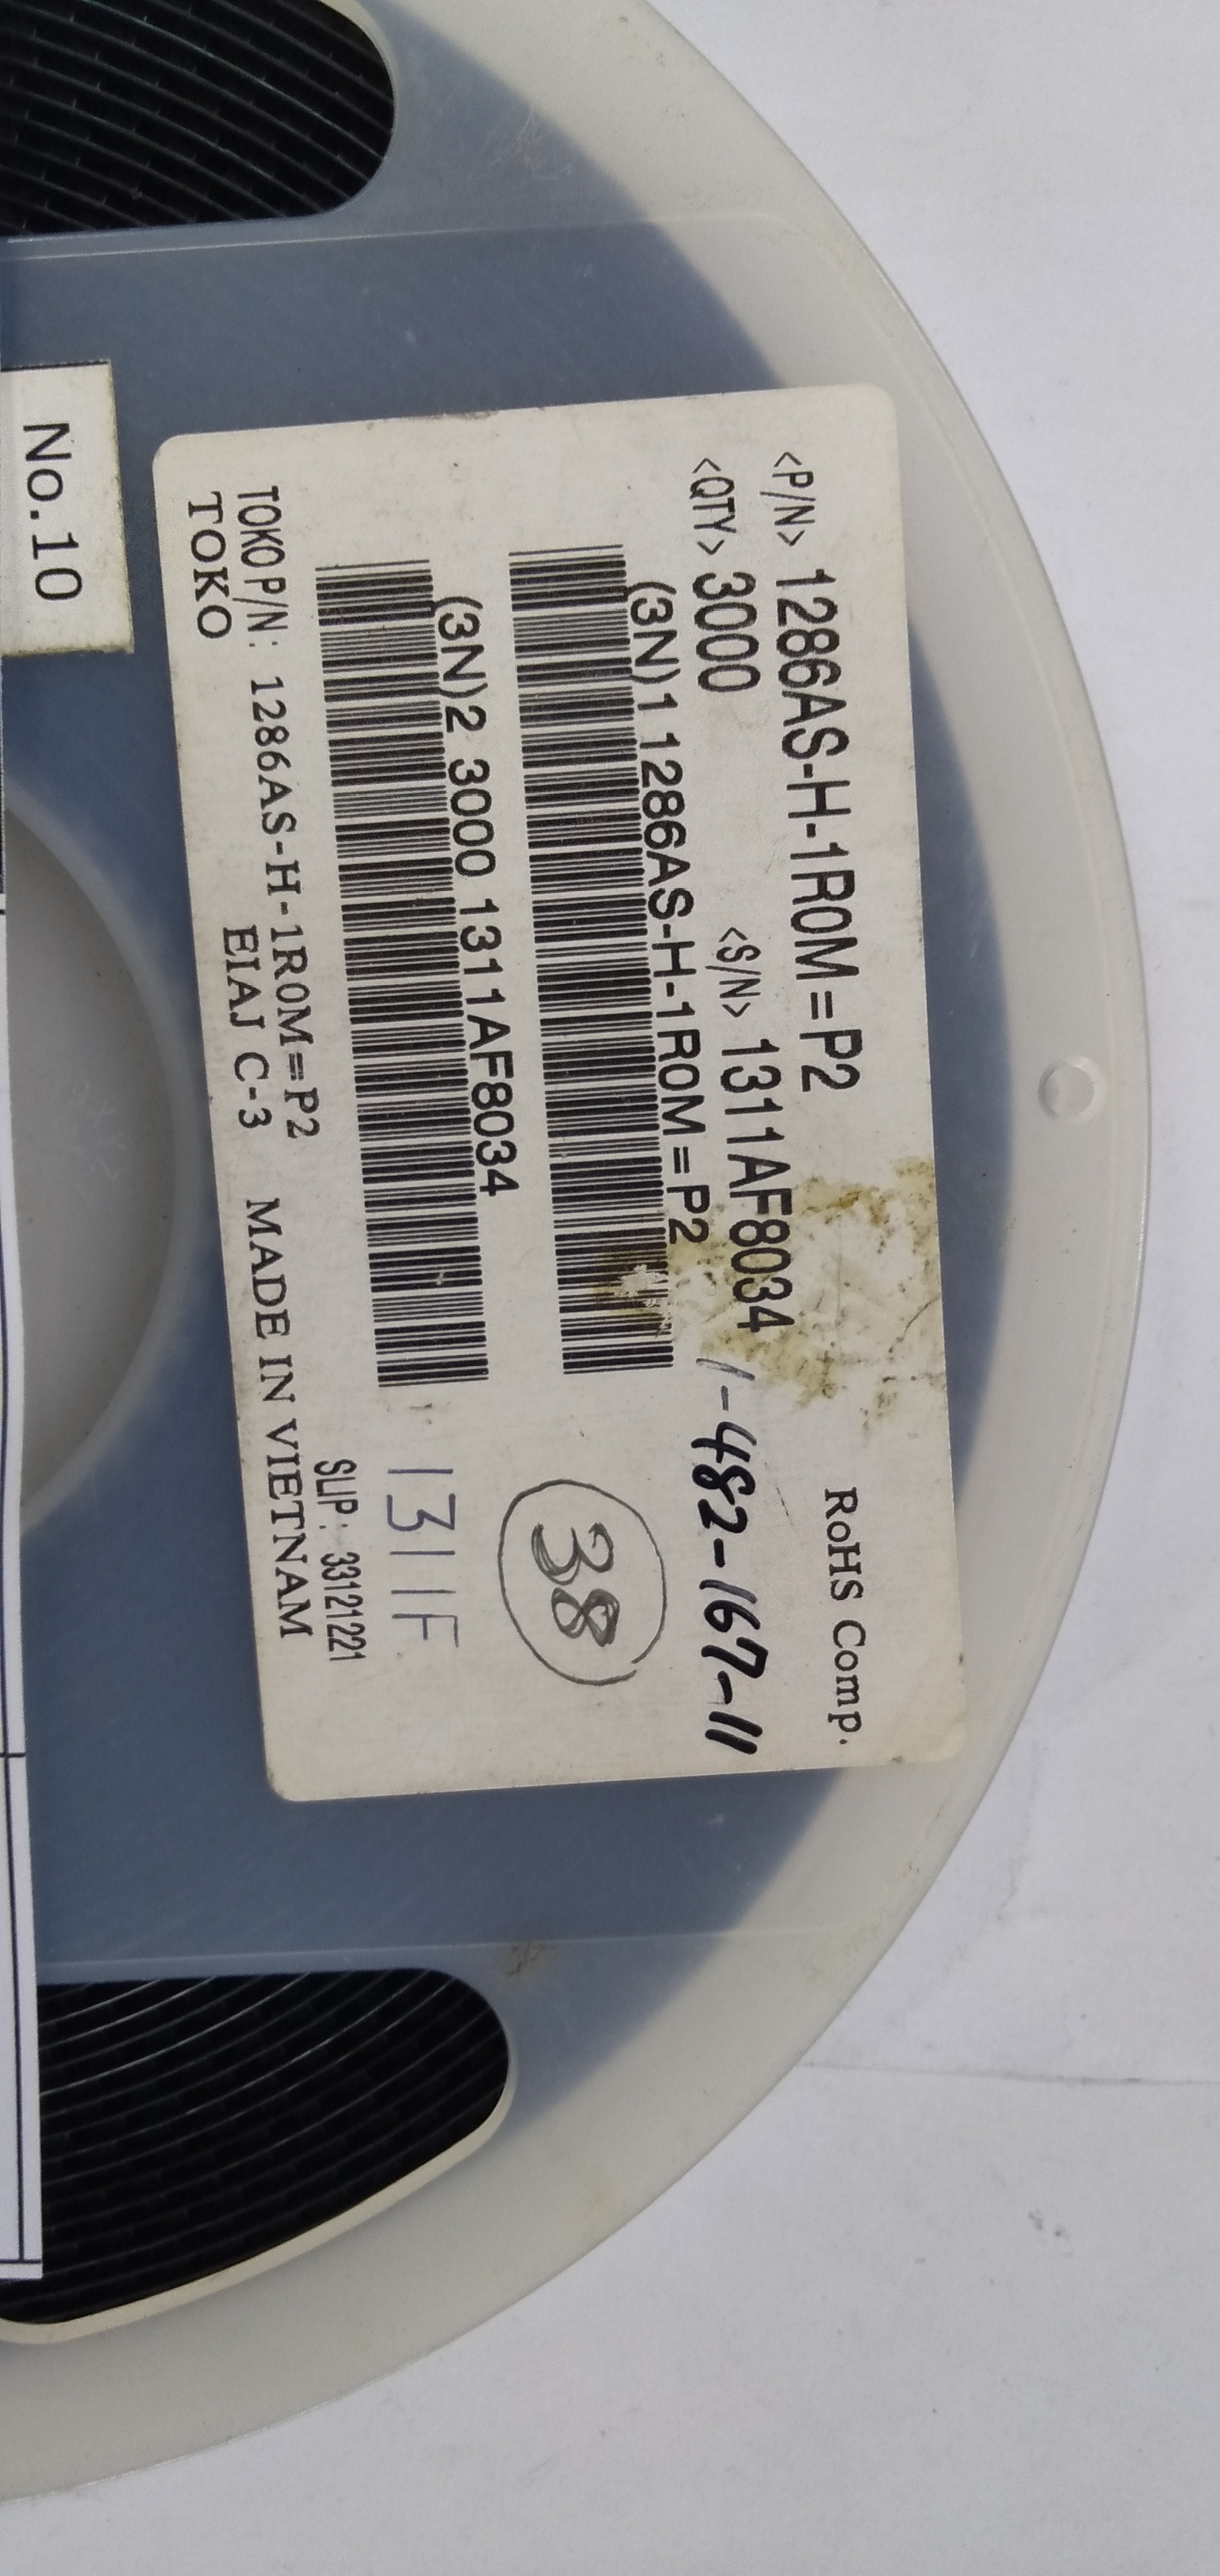 <P/N> 1286AS-H-1R0M=P2
RoHS Comp.
<QTY> 3000 <S/N> 1311AF8034
1-482-167-11
(3N)1 1286AS-H-1R0M=P2
38
(3N)2 3000 1311AF8034
1311F
SLIP: 33121221
TOKO P/N: 1286AS-H-1R0M=P2
TOKO EIAJ C-3 MADE IN VIETNAM
No.10